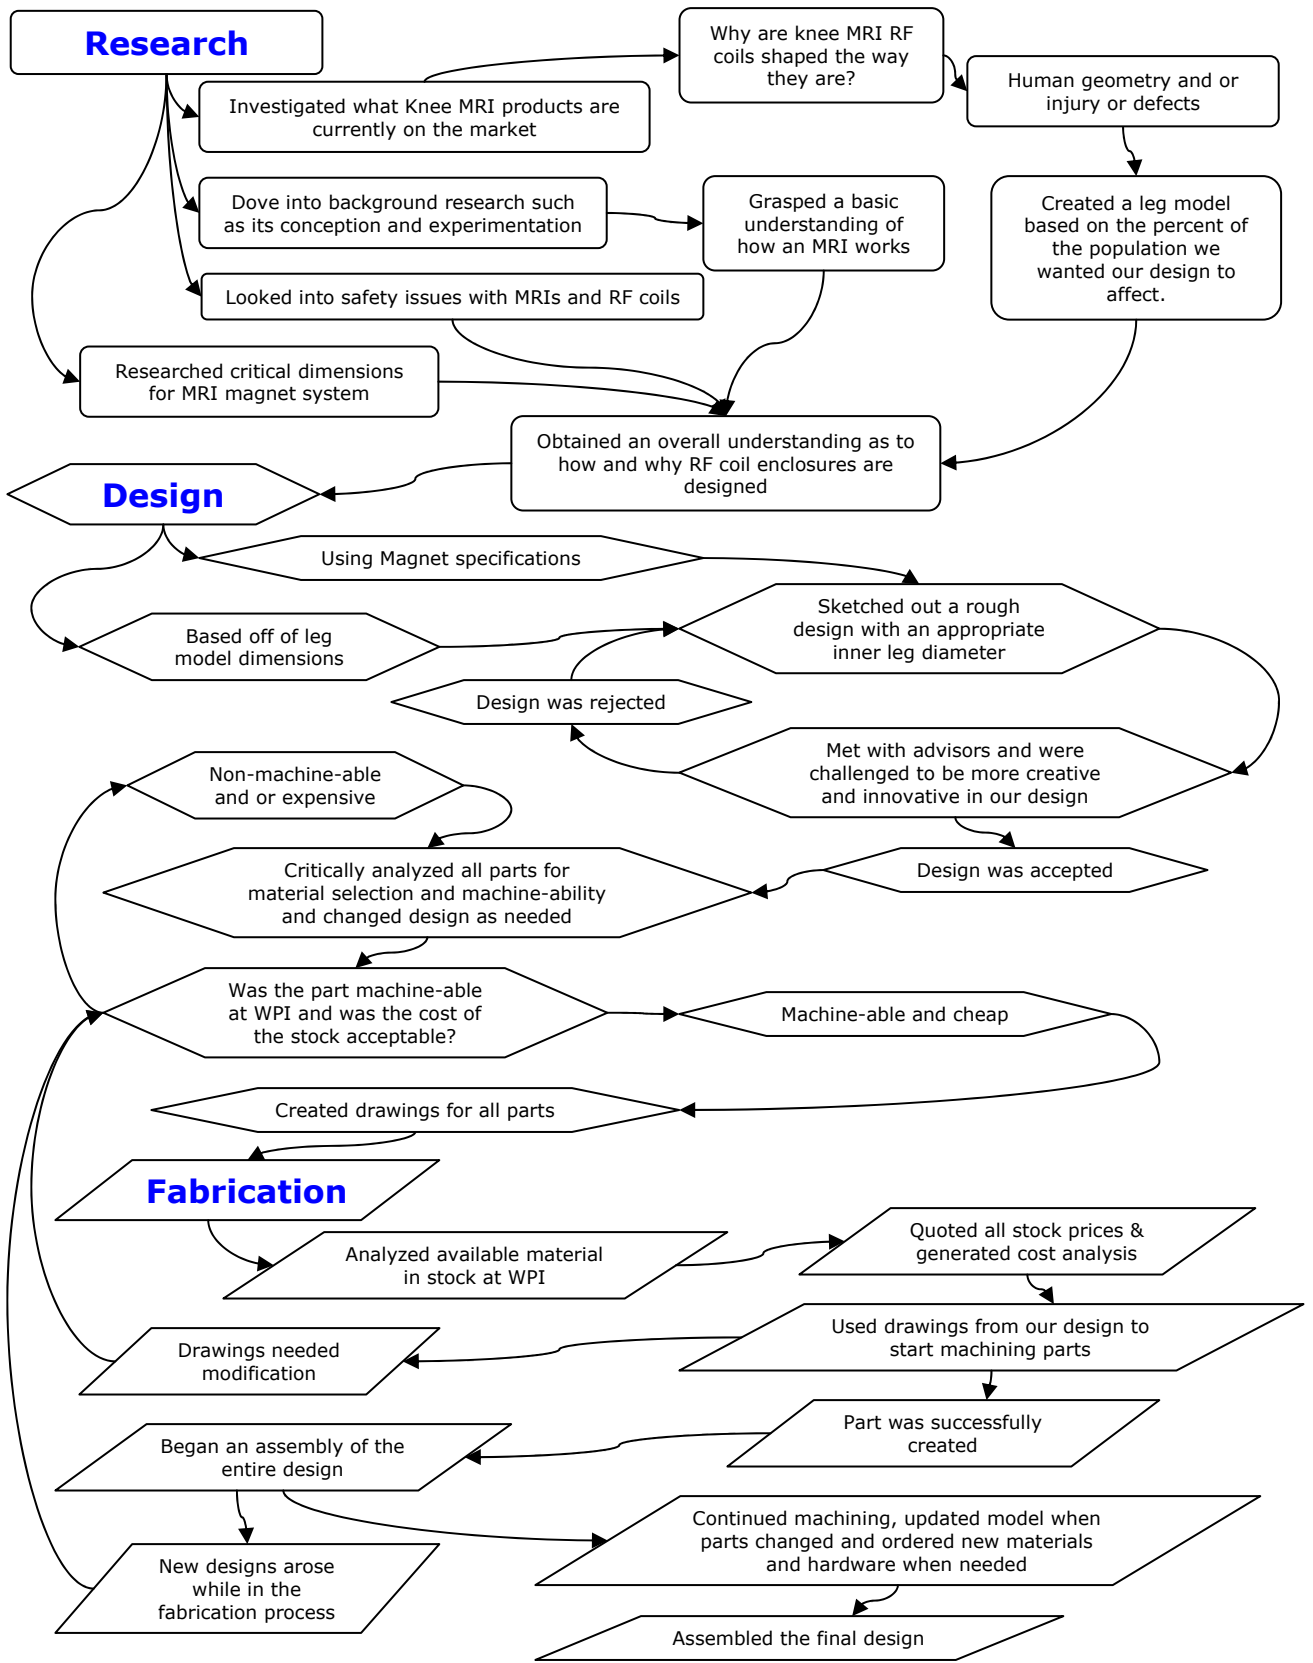 Research
Why are knee MRI RF
coils shaped the way
they are?
Human geometry and or
injury or defects
Investigated what Knee MRI products are
currently on the market
Dove into background research such
as its conception and experimentation
Grasped a basic
understanding of
how an MRI works
Created a leg model
based on the percent of
the population we
wanted our design to
affect.
Looked into safety issues with MRIs and RF coils
Researched critical dimensions
for MRI magnet system
Obtained an overall understanding as to
how and why RF coil enclosures are
designed
Design
Using Magnet specifications
Sketched out a rough
design with an appropriate
inner leg diameter
Based off of leg
model dimensions
Design was rejected
Met with advisors and were
challenged to be more creative
and innovative in our design
Non-machine-able
and or expensive
Design was accepted
Critically analyzed all parts for
material selection and machine-ability
and changed design as needed
Was the part machine-able
at WPI and was the cost of
the stock acceptable?
Machine-able and cheap
Created drawings for all parts
Fabrication
Quoted all stock prices &
generated cost analysis
Analyzed available material
in stock at WPI
Used drawings from our design to
start machining parts
Drawings needed
modification
Part was successfully
created
Began an assembly of the
entire design
Continued machining, updated model when
parts changed and ordered new materials
and hardware when needed
New designs arose
while in the
fabrication process
Assembled the final design